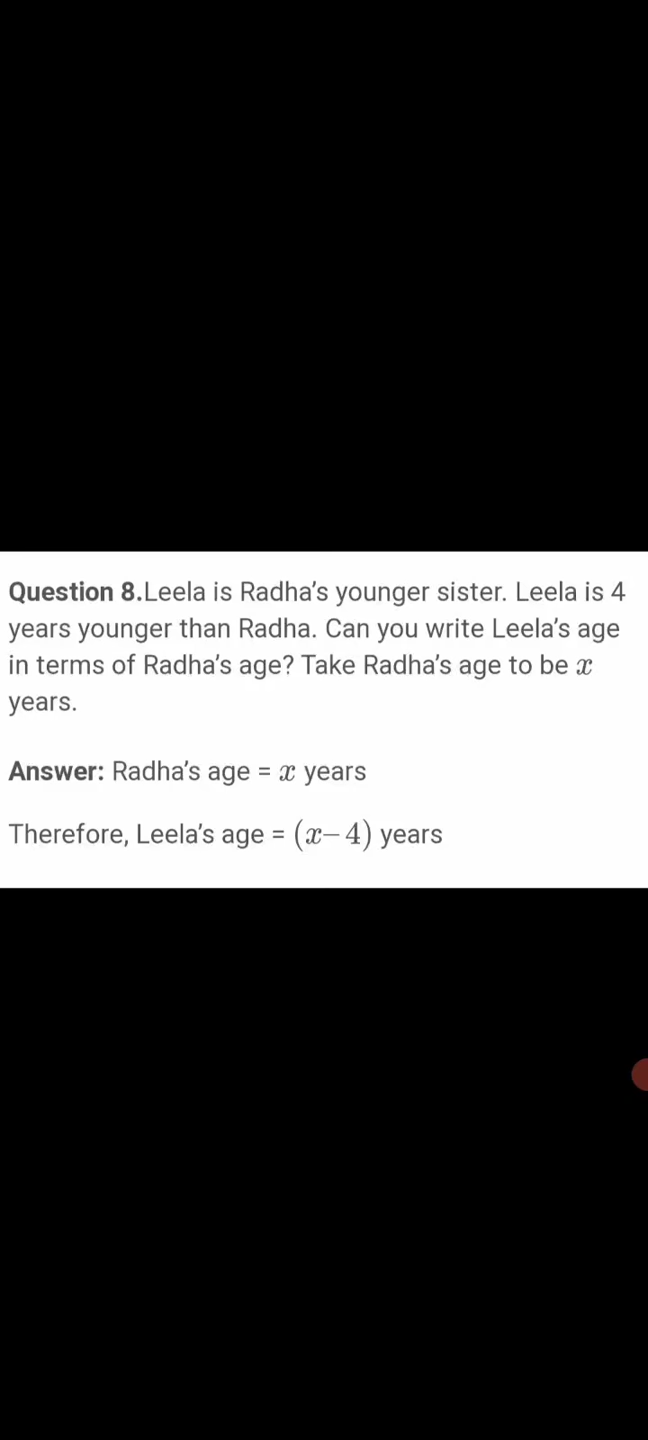 Question 8.Leela is Radha’s younger sister. Leela is 4
years younger than Radha. Can you write Leela’s age
in terms of Radha’s age? Take Radha’s age to be x
years.
Answer: Radha’s age = x years
Therefore, Leela’s age = (x− 4) years